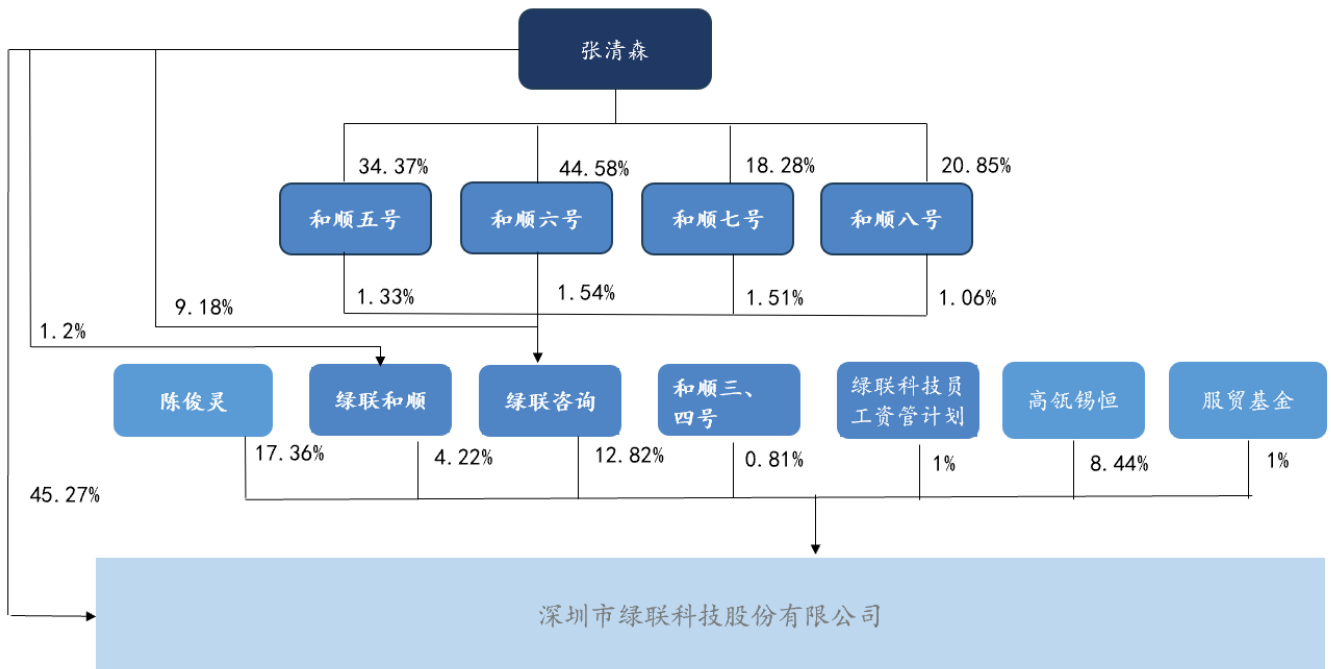 张清森
34.37%
44.58%
18.28%
20.85%
和顺五号
和顺六号
和顺七号
和顺八号
9.18%
1.33%
1.54%
1.51%
1.06%
1.2%
陈俊灵
绿联和顺
绿联咨询
和顺三、
四号
绿联科技员
工资管计划
高瓴锡恒
服贸基金
17.36%
4.22%
12.82%
0.81%
1%
8.44%
1%
45.27%
深圳市绿联科技股份有限公司